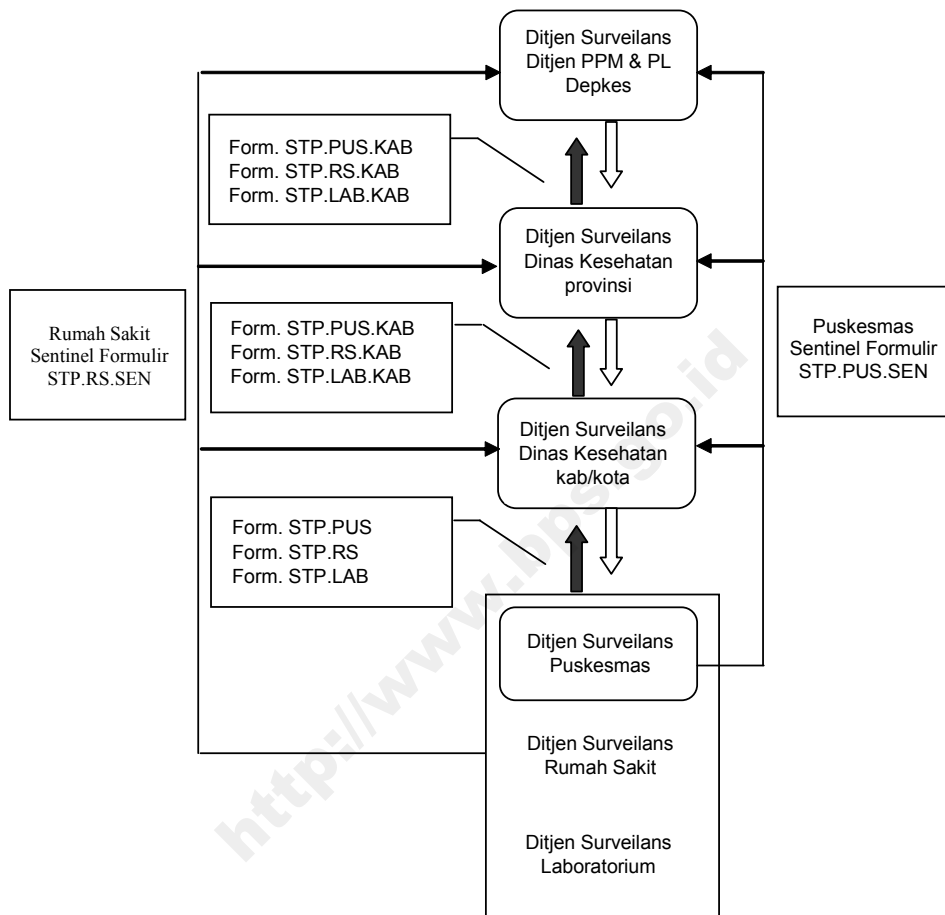 Ditjen Surveilans
Ditjen PPM & PL
Depkes
Form. STP.PUS.KAB
Form. STP.RS.KAB
Form. STP.LAB.KAB
Ditjen Surveilans
Dinas Kesehatan
provinsi
Rumah Sakit
Sentinel Formulir
STP.RS.SEN
Form. STP.PUS.KAB
Form. STP.RS.KAB
Form. STP.LAB.KAB
Puskesmas
Sentinel Formulir
STP.PUS.SEN
Ditjen Surveilans
Dinas Kesehatan
kab/kota
Form. STP.PUS
Form. STP.RS
Form. STP.LAB
Ditjen Surveilans
Puskesmas
Ditjen Surveilans
Rumah Sakit
Ditjen Surveilans
Laboratorium
http://www.bps.go.id